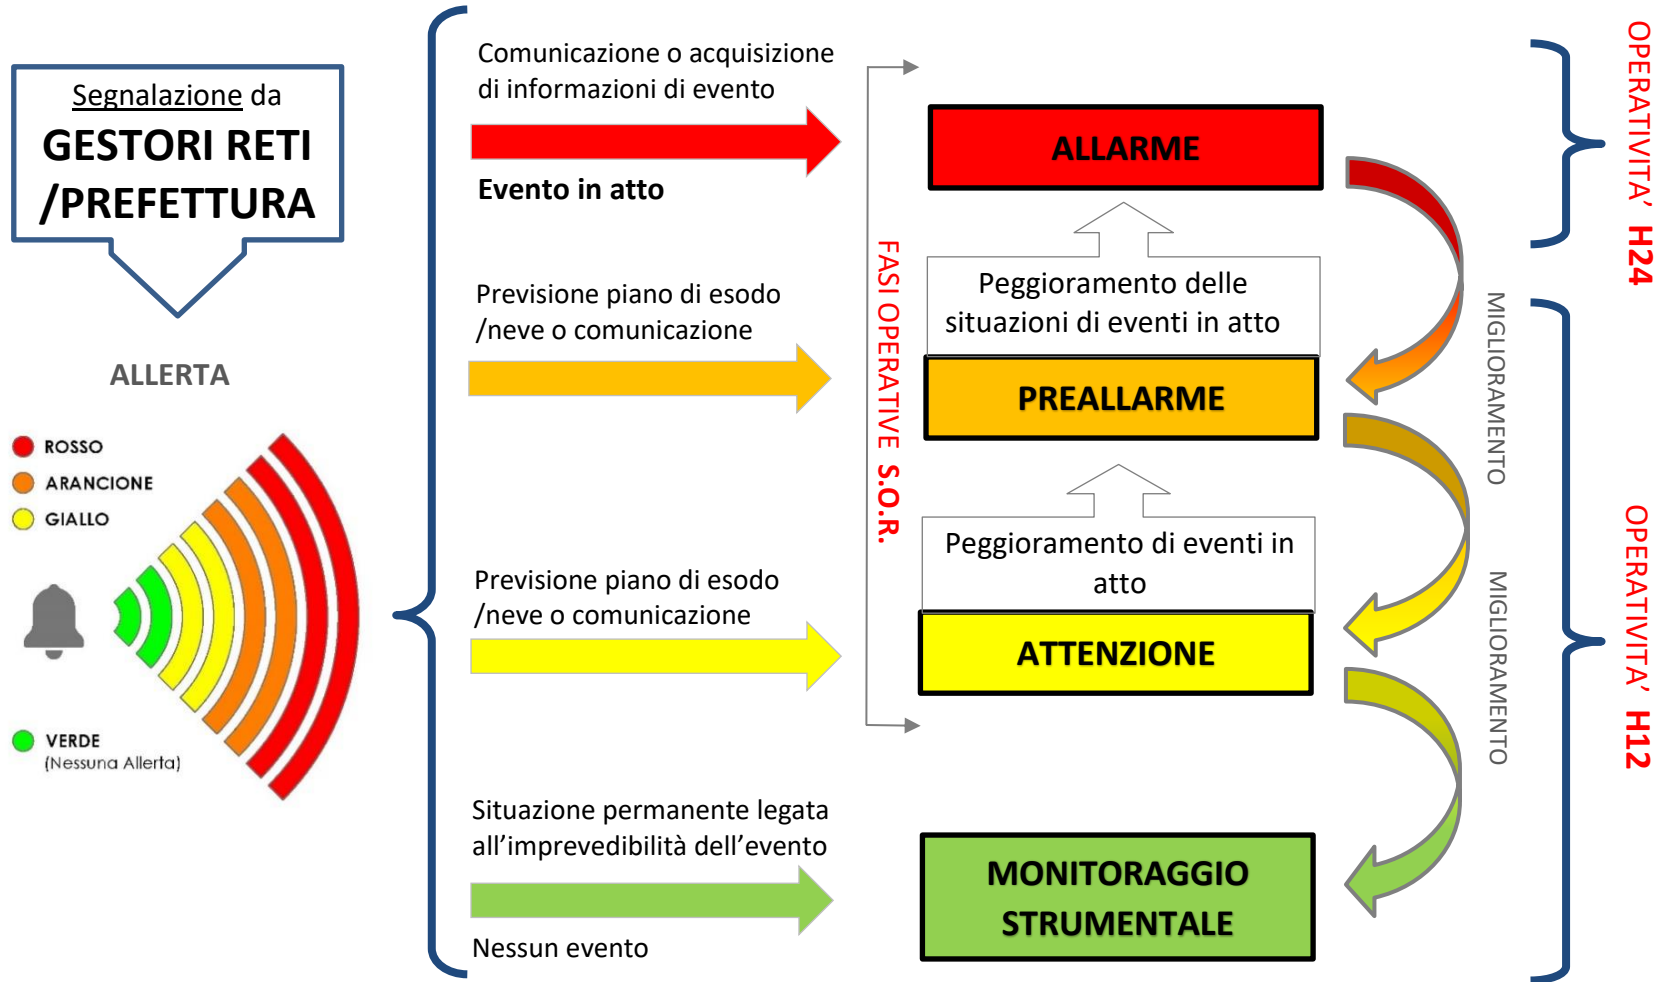 Segnalazione da
GESTORI RETI
/PREFETTURA
ALLERTA
ROSSO
ARANCIONE
GIALLO
VERDE
(Nessuna Allerta)
Comunicazione o acquisizione
di informazioni di evento
Evento in atto
Previsione piano di esodo
/neve o comunicazione
Previsione piano di esodo
/neve o comunicazione
Situazione permanente legata
all’imprevedibilità dell’evento
Nessun evento
FASI OPERATIVE S.O.R.
ALLARME
Peggioramento delle
situazioni di eventi in atto
PREALLARME
Peggioramento di eventi in
atto
ATTENZIONE
MONITORAGGIO
STRUMENTALE
MIGLIORAMENTO
MIGLIORAMENTO
OPERATIVITA’ H24
OPERATIVITA’ H12